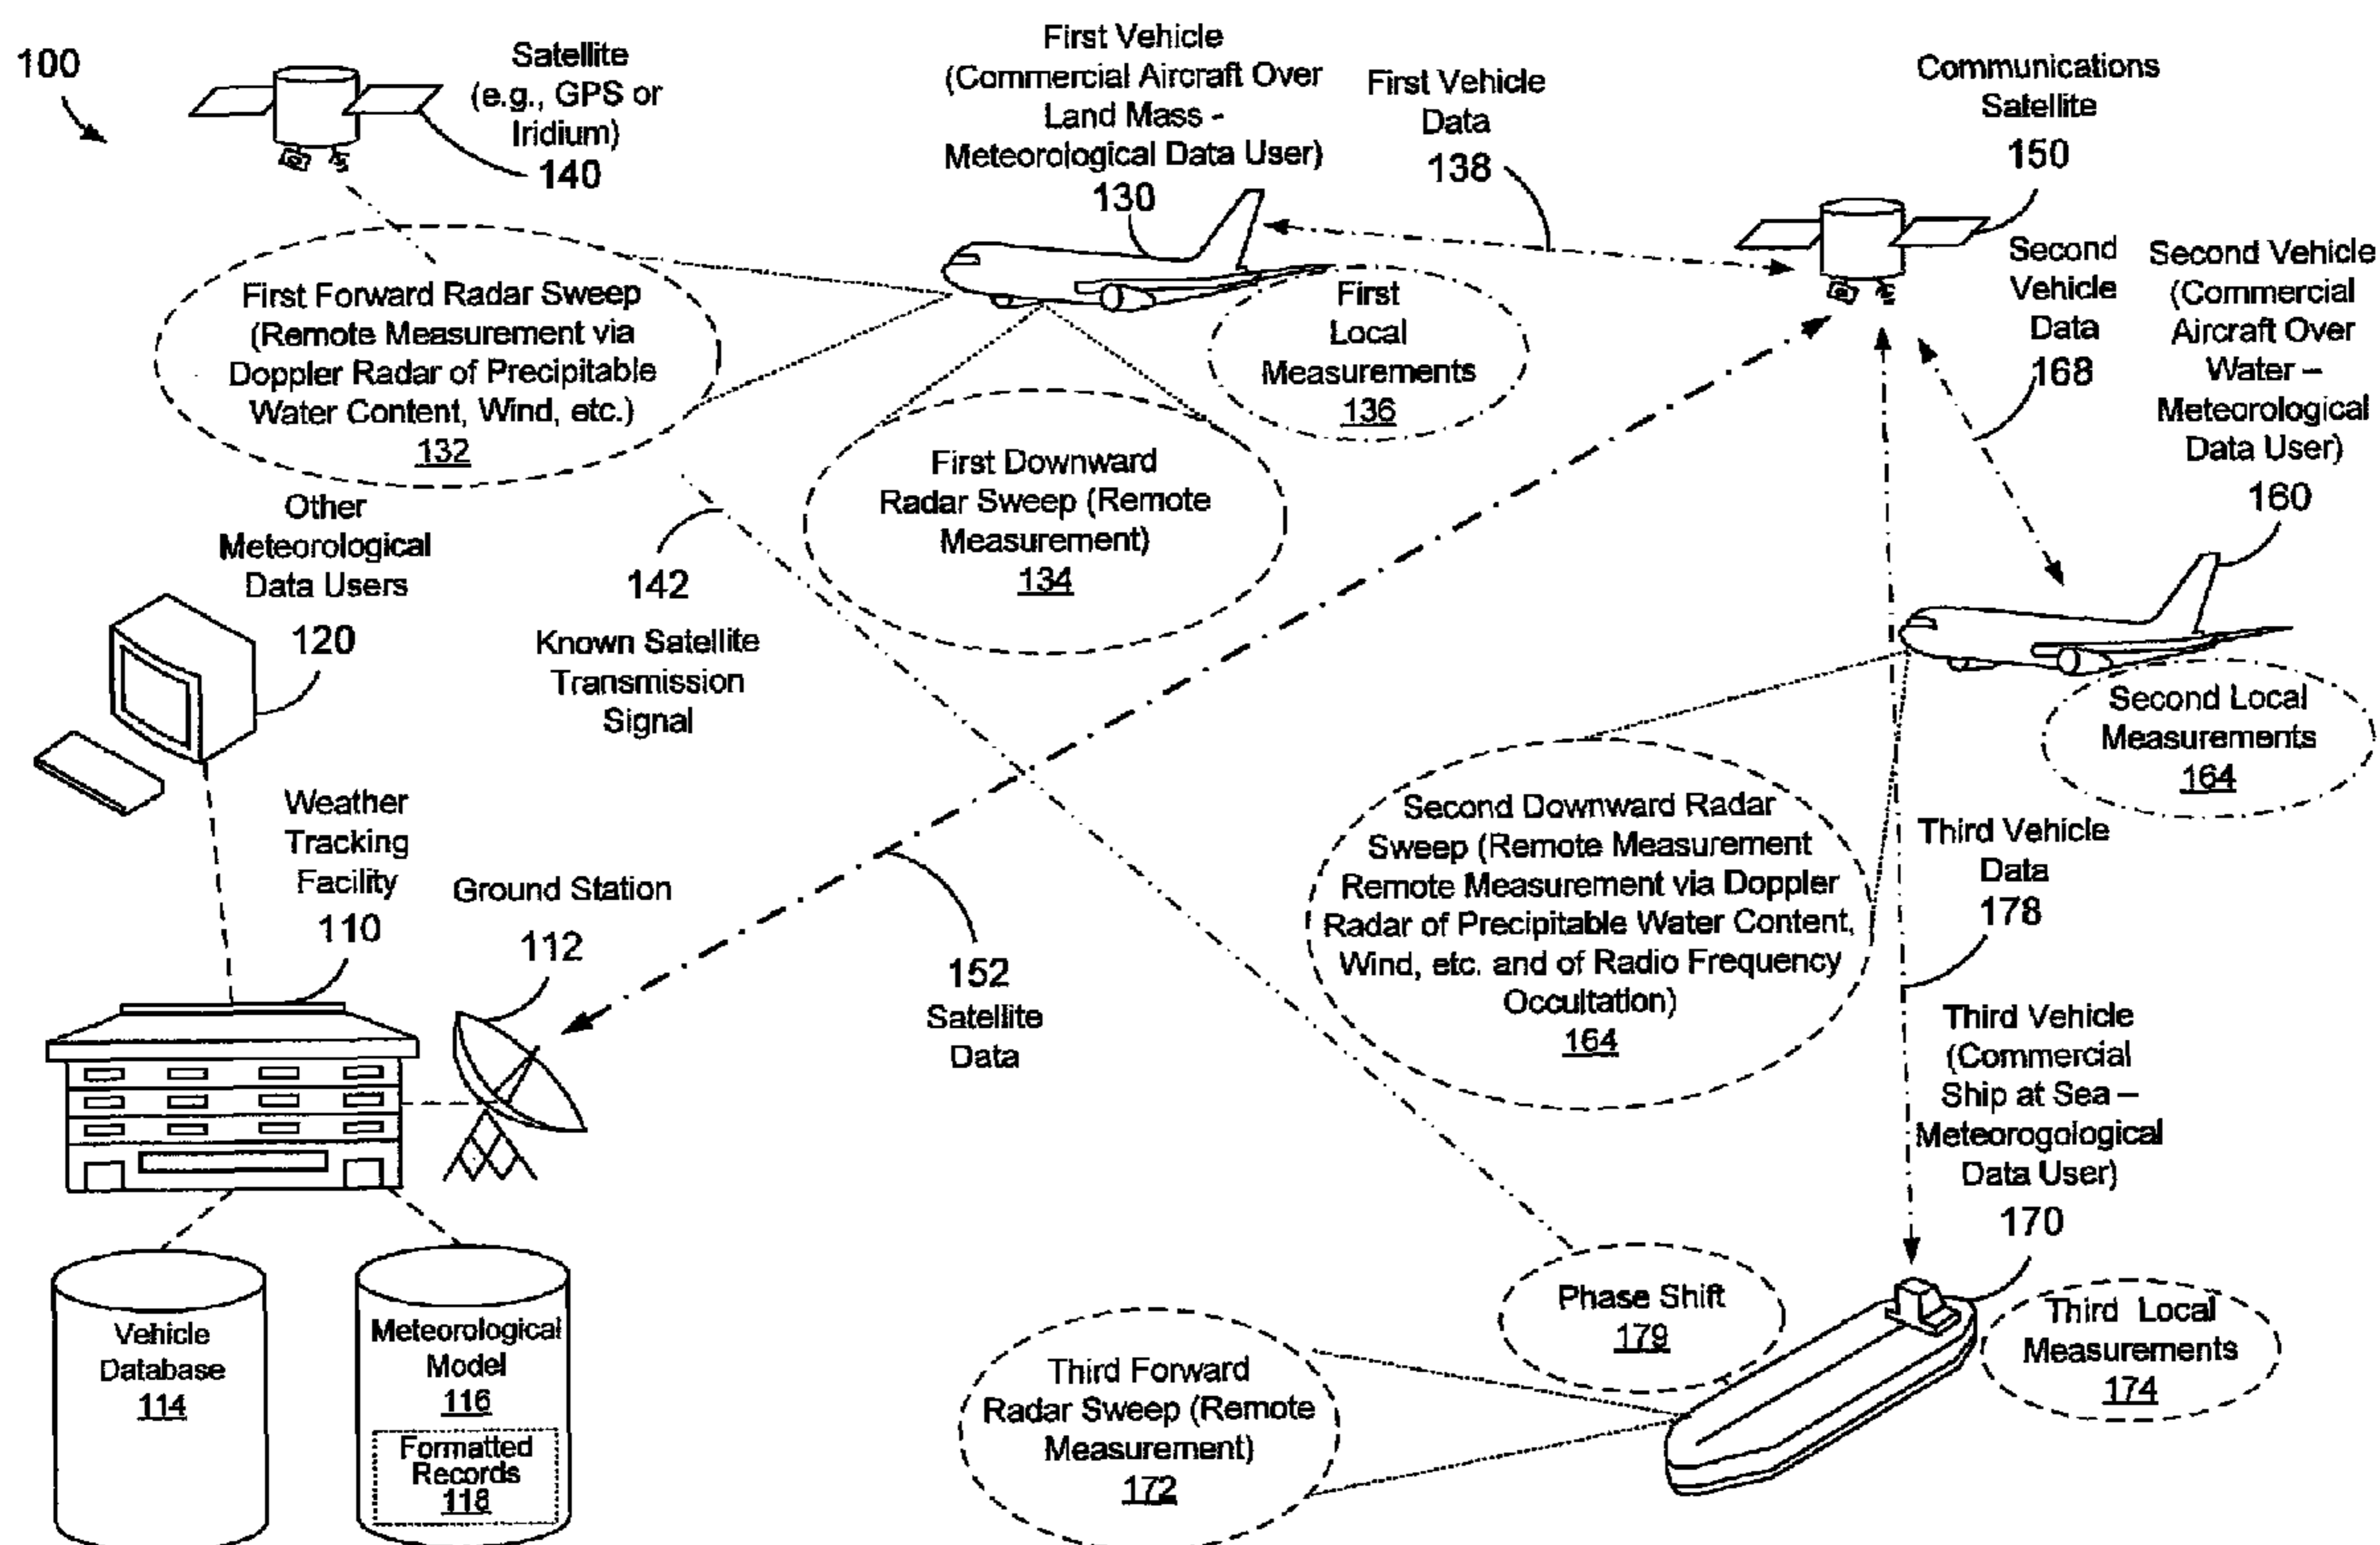 100
Satellite
(e.g., GPS or
Iridium)
140
First Vehicle
(Commercial Aircraft Over
Land Mass -
Meteorological Data User)
130
First Vehicle
Data
138
Communications
Satellite
150
First Forward Radar Sweep
(Remote Measurement via
Doppler Radar of Precipitable
Water Content, Wind, etc.)
132
First
Local
Measurements
136
Second
Vehicle
Data
168
Second Vehicle
(Commercial
Aircraft Over
Water –
Meteorological
Data User)
160
First Downward
Radar Sweep (Remote
Measurement)
134
Other
Meteorological
Data Users
120
142
Known Satellite
Transmission
Signal
Second Local
Measurements
164
Weather
Tracking
Facility
110
Ground Station
112
152
Satellite
Data
Second Downward Radar
Sweep (Remote Measurement
Remote Measurement via Doppler
Radar of Precipitable Water Content,
Wind, etc. and of Radio Frequency
Occultation)
164
Third Vehicle
Data
178
Third Vehicle
(Commercial
Ship at Sea –
Meteorogological
Data User)
170
Phase Shift
179
Third Local
Measurements
174
Third Forward
Radar Sweep (Remote
Measurement)
172
Vehicle
Database
114
Meteorological
Model
116
Formatted
Records
118